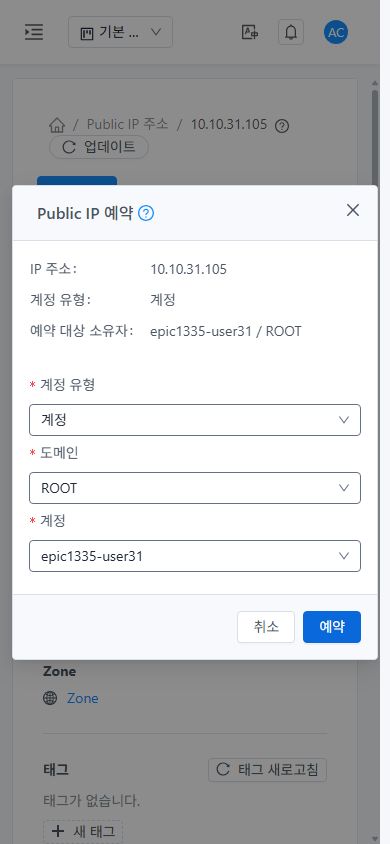 기본 ...
AC
/ Public IP 주소 / 10.10.31.105
업데이트
Public IP 예약
IP 주소: 10.10.31.105
계정 유형: 계정
예약 대상 소유자: epic1335-user31 / ROOT
* 계정 유형
계정
* 도메인
ROOT
* 계정
epic1335-user31
취소 예약
Zone
Zone
태그 태그 새로고침
태그가 없습니다.
+ 새 태그